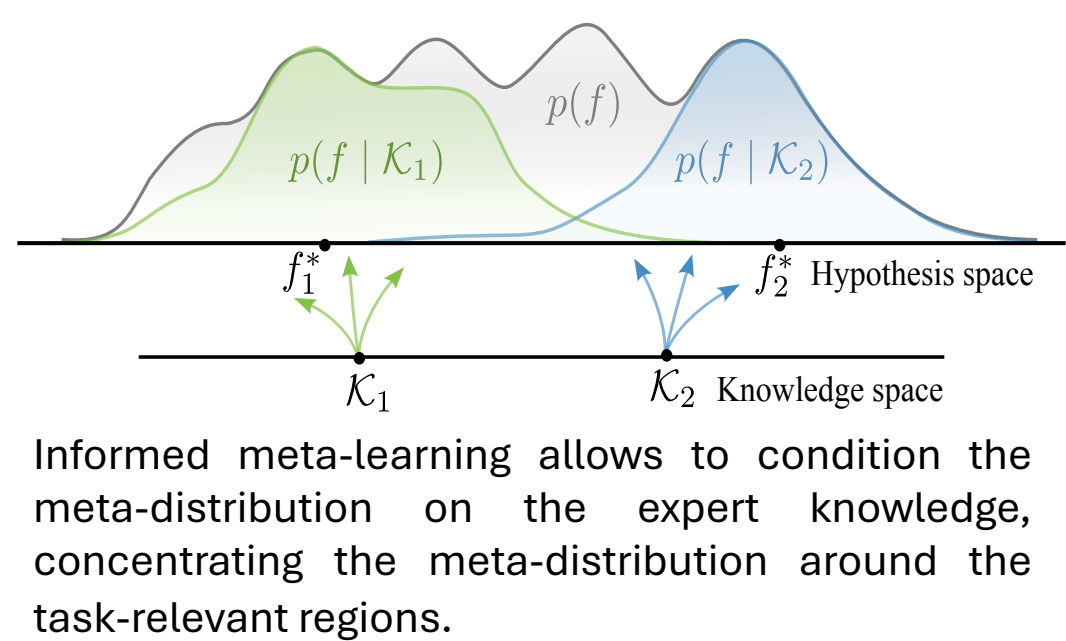 p(f)
p(f | 𝒦₁)
p(f | 𝒦₂)
f₁*
f₂*
Hypothesis space
𝒦₁
𝒦₂
Knowledge space
Informed meta-learning allows to condition the
meta-distribution on the expert knowledge,
concentrating the meta-distribution around the
task-relevant regions.